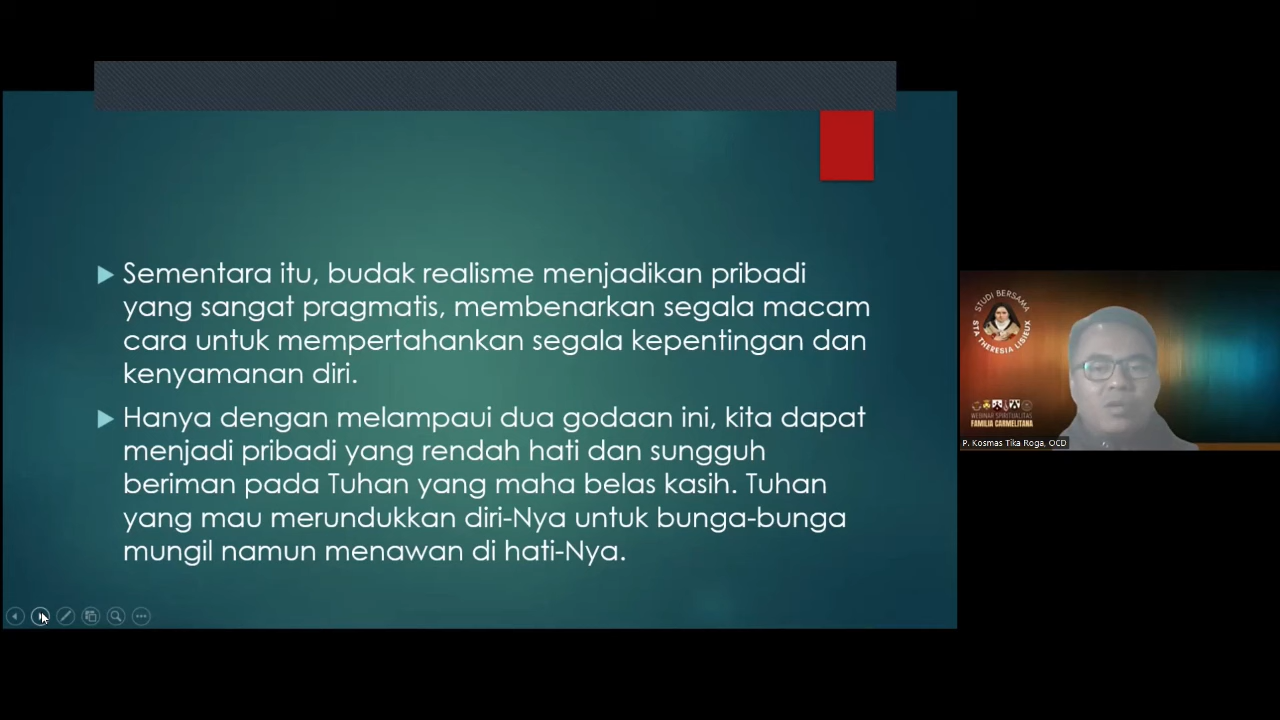 Sementara itu, budak realisme menjadikan pribadi
yang sangat pragmatis, membenarkan segala macam
cara untuk mempertahankan segala kepentingan dan
kenyamanan diri.
Hanya dengan melampaui dua godaan ini, kita dapat
menjadi pribadi yang rendah hati dan sungguh
beriman pada Tuhan yang maha belas kasih. Tuhan
yang mau merundukkan diri-Nya untuk bunga-bunga
mungil namun menawan di hati-Nya.
STUDI BERSAMA
STA THERESIA LISIEUX
WEBINAR SPIRITUALITAS
FAMILIA CARMELITANA
P. Kosmas Tika Roga, OCD